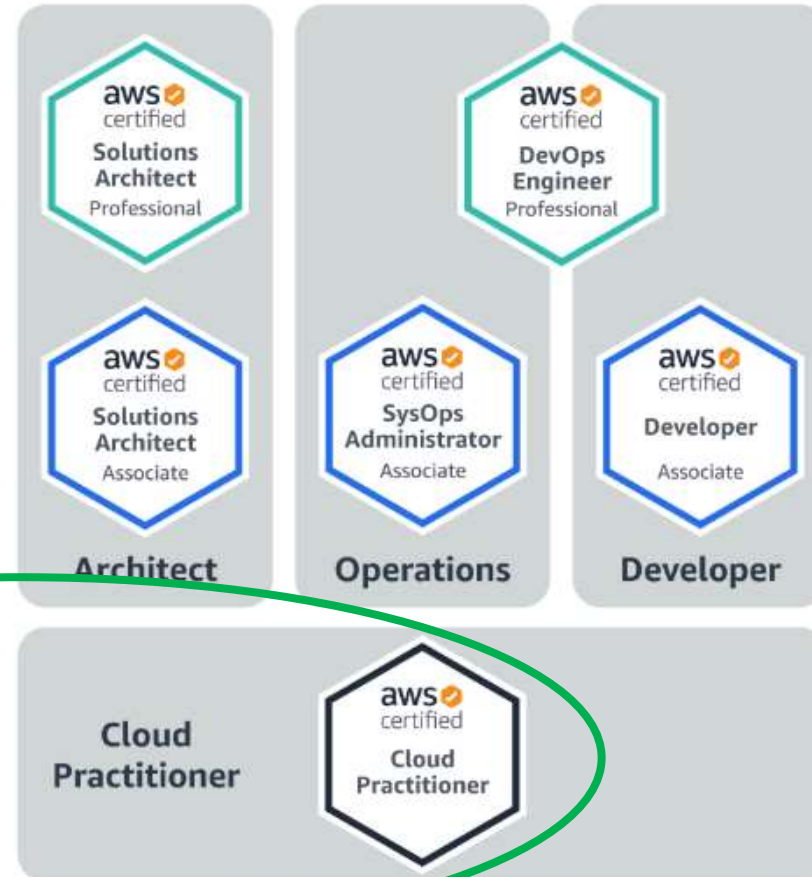 aws
certified
Solutions
Architect
Professional
aws
certified
DevOps
Engineer
Professional
aws
certified
Solutions
Architect
Associate
aws
certified
SysOps
Administrator
Associate
aws
certified
Developer
Associate
Architect
Operations
Developer
Cloud
Practitioner
aws
certified
Cloud
Practitioner